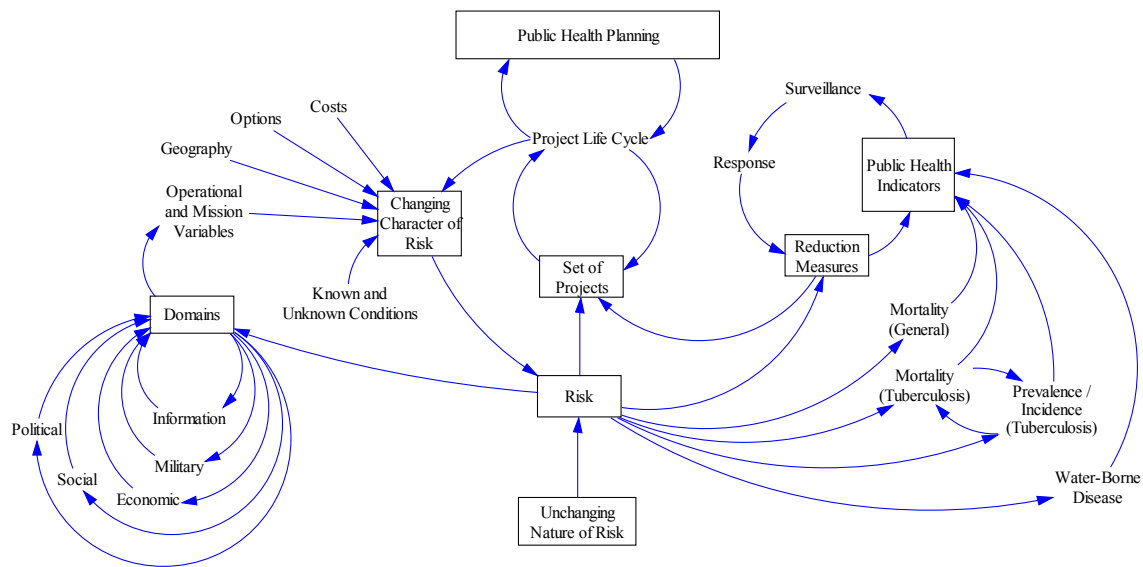 Public Health Planning
Surveillance
Costs
Options
Project Life Cycle
Geography
Response
Public Health
Indicators
Operational
and Mission
Variables
Changing
Character of
Risk
Reduction
Measures
Set of
Projects
Known and
Unknown Conditions
Domains
Mortality
(General)
Risk
Mortality
(Tuberculosis)
Prevalence /
Incidence
(Tuberculosis)
Information
Political
Military
Social
Economic
Water-Borne
Disease
Unchanging
Nature of Risk